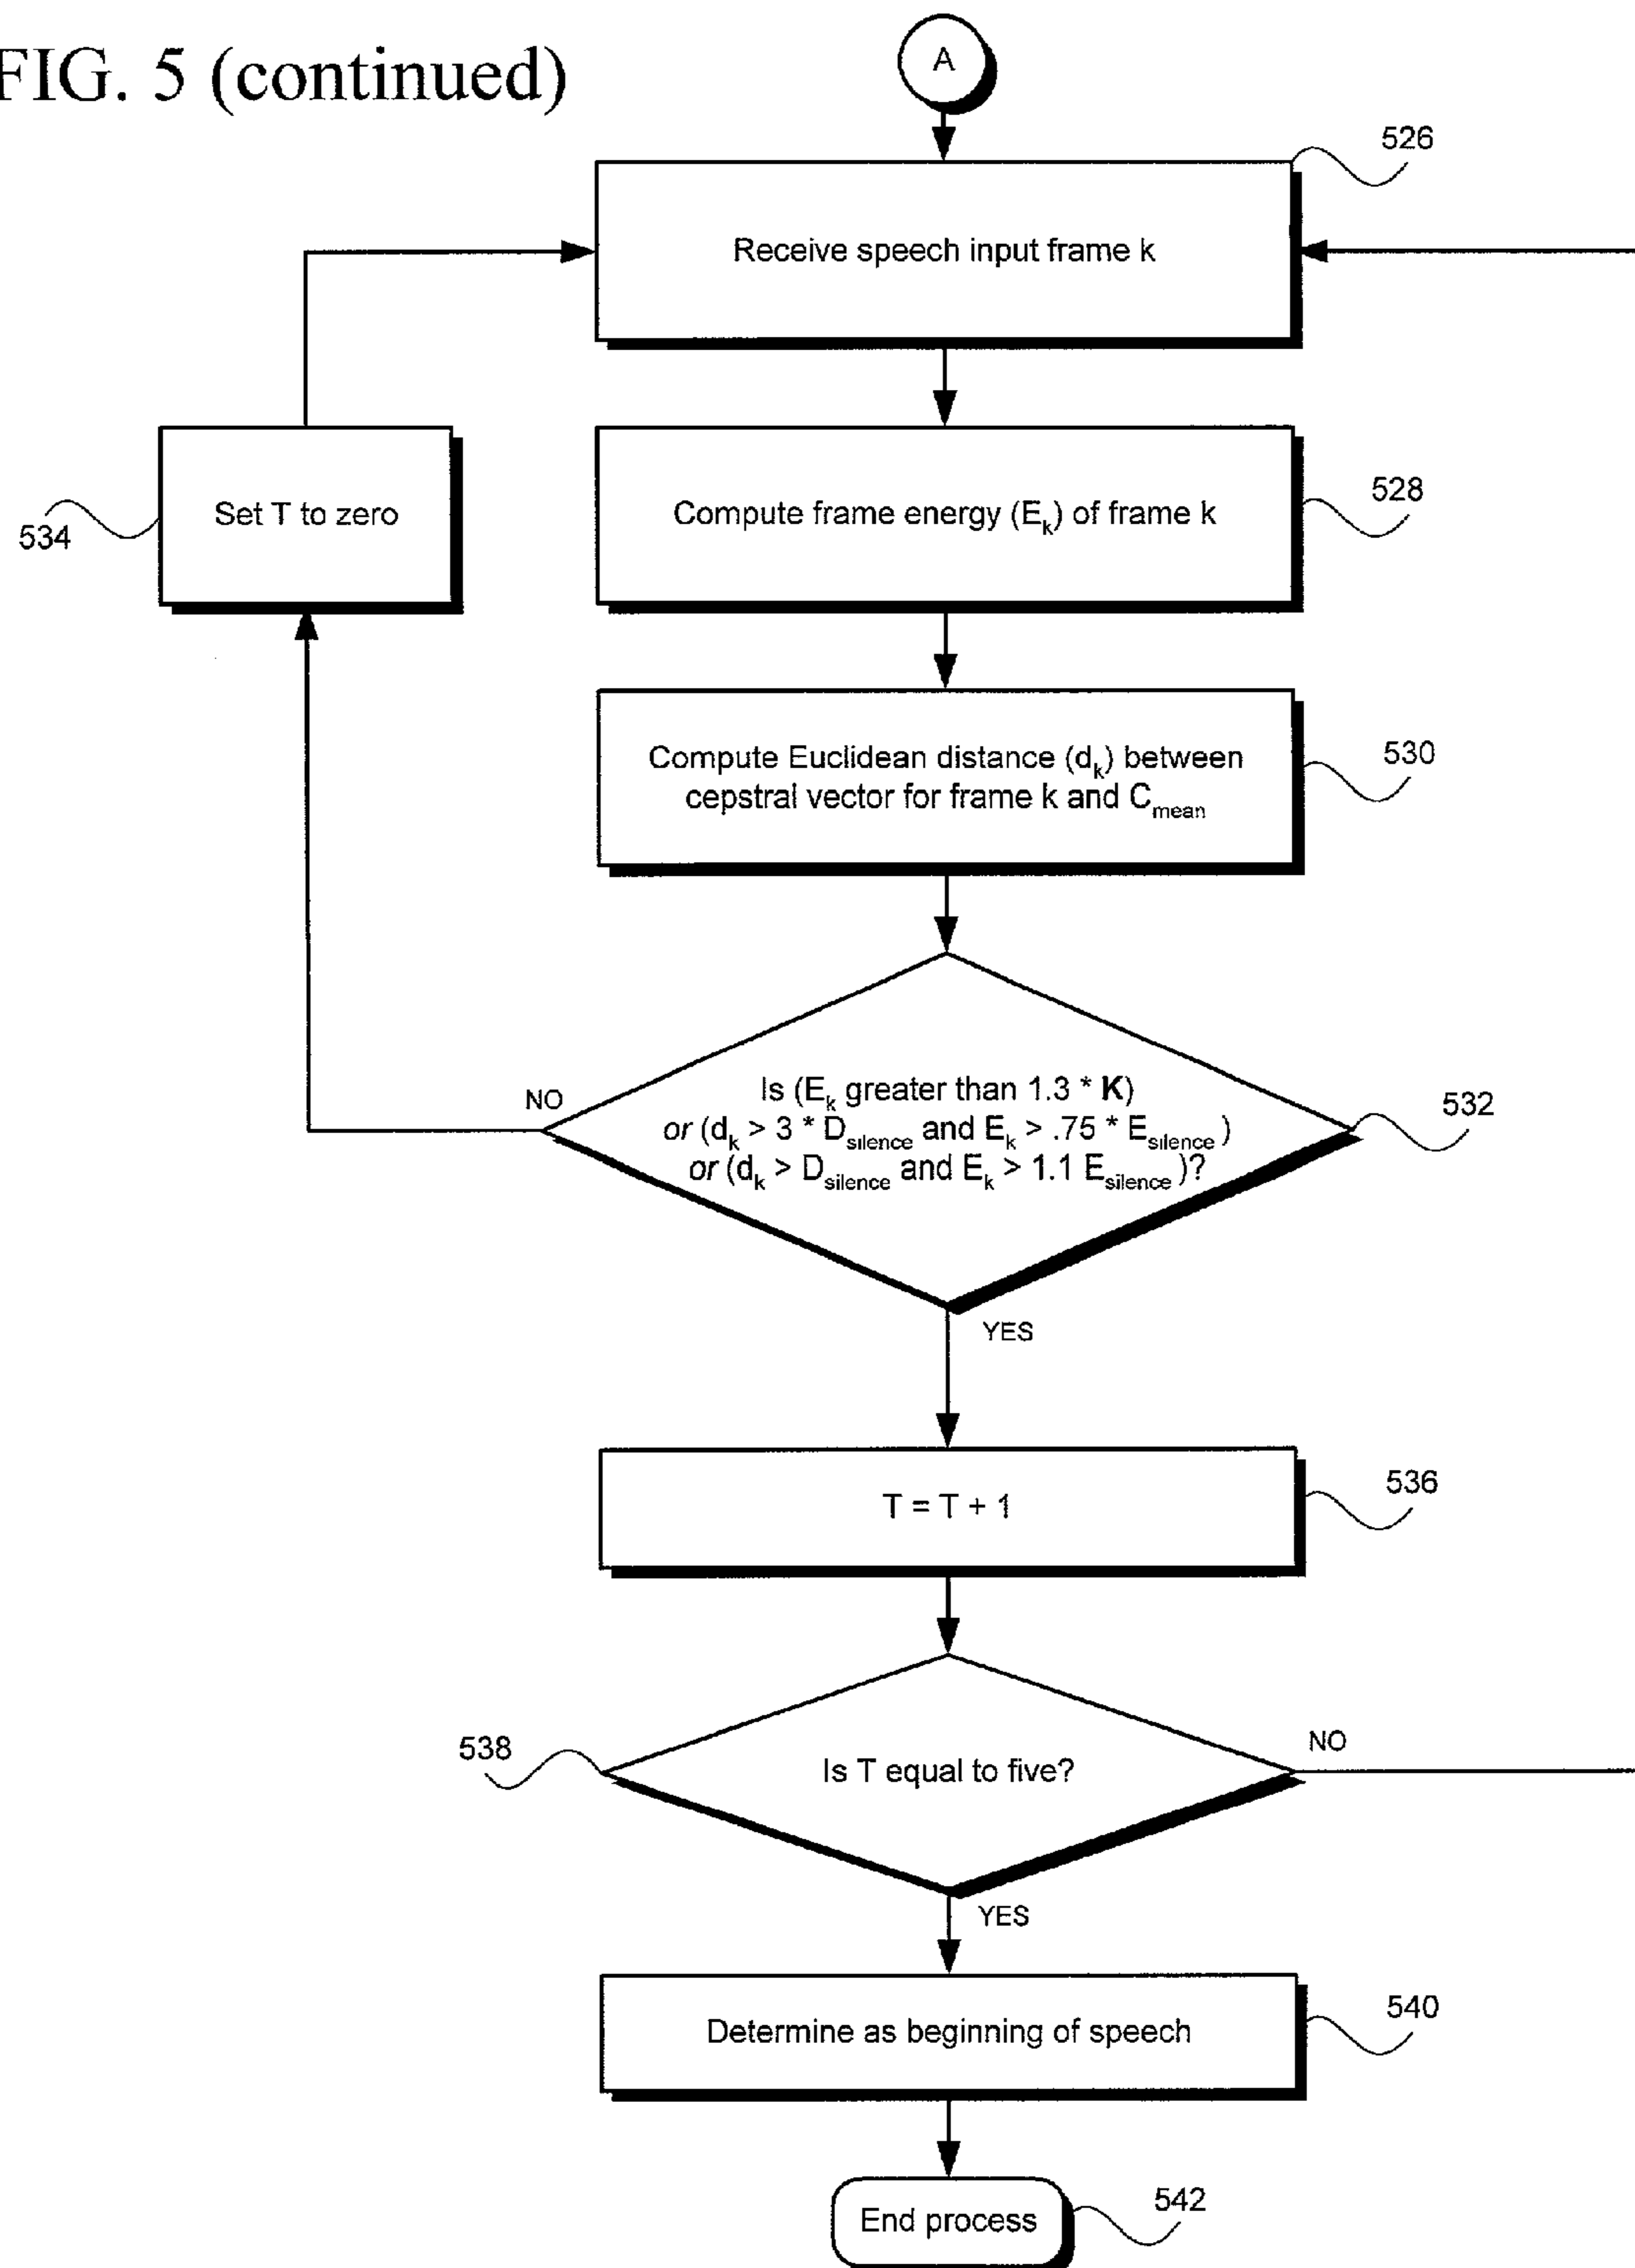 FIG. 5 (continued)
A
526
Receive speech input frame k
534
Set T to zero
528
Compute frame energy (Ek) of frame k
530
Compute Euclidean distance (dk) between
cepstral vector for frame k and Cmean
532
NO
Is (Ek greater than 1.3 * K)
or (dk > 3 * Dsilence and Ek > .75 * Esilence )
or (dk > Dsilence and Ek > 1.1 Esilence )?
YES
536
T = T + 1
538
Is T equal to five?
NO
YES
540
Determine as beginning of speech
542
End process